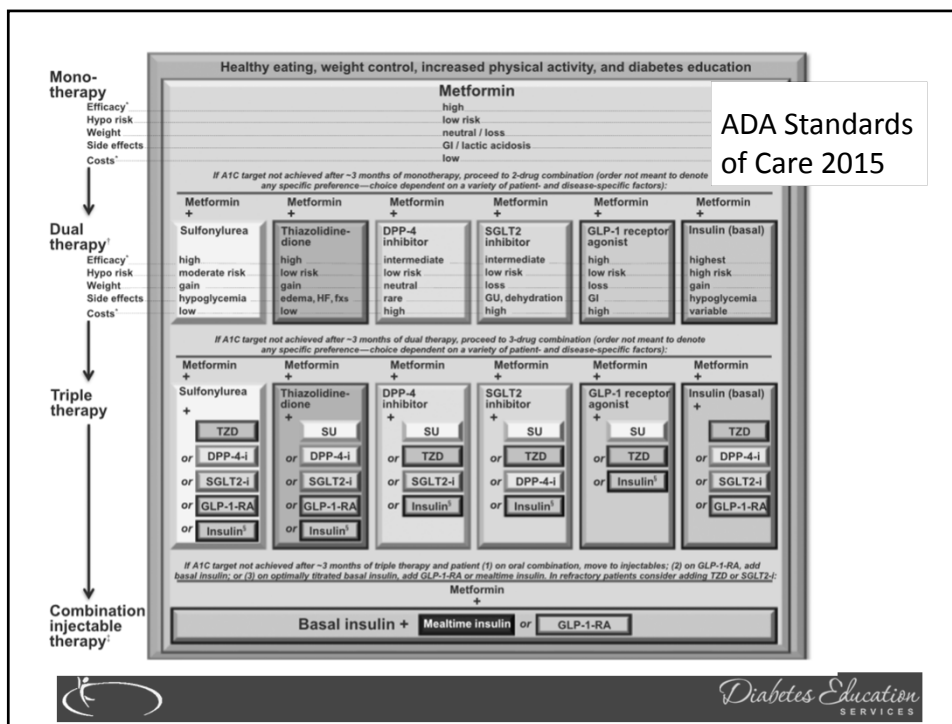 ADA Standards
of Care 2015
Healthy eating, weight control, increased physical activity, and diabetes education
Mono-
therapy
Metformin
Efficacy* high
Hypo risk low risk
Weight neutral / loss
Side effects GI / lactic acidosis
Costs* low
If A1C target not achieved after ~3 months of monotherapy, proceed to 2-drug combination (order not meant to denote
any specific preference—choice dependent on a variety of patient- and disease-specific factors):
Metformin Metformin Metformin Metformin Metformin Metformin
+ + + + + +
Dual
therapy†
Sulfonylurea Thiazolidine-
dione DPP-4
inhibitor SGLT2
inhibitor GLP-1 receptor
agonist Insulin (basal)
Efficacy* high high intermediate intermediate high highest
Hypo risk moderate risk low risk low risk low risk low risk high risk
Weight gain gain neutral loss loss gain
Side effects hypoglycemia edema, HF, fxs rare GU, dehydration GI hypoglycemia
Costs* low low high high high variable
If A1C target not achieved after ~3 months of dual therapy, proceed to 3-drug combination (order not meant to denote
any specific preference—choice dependent on a variety of patient- and disease-specific factors):
Metformin Metformin Metformin Metformin Metformin Metformin
+ + + + + +
Triple
therapy
Sulfonylurea
+
TZD
or DPP-4-i
or SGLT2-i
or GLP-1-RA
or Insulin§
Thiazolidine-
dione
+
SU
or DPP-4-i
or SGLT2-i
or GLP-1-RA
or Insulin§
DPP-4
inhibitor
+
SU
or TZD
or SGLT2-i
or Insulin§
SGLT2
inhibitor
+
SU
or TZD
or DPP-4-i
or Insulin§
GLP-1 receptor
agonist
+
SU
or TZD
or Insulin§
Insulin (basal)
+
TZD
or DPP-4-i
or SGLT2-i
or GLP-1-RA
If A1C target not achieved after ~3 months of triple therapy and patient (1) on oral combination, move to injectables; (2) on GLP-1-RA, add
basal insulin; or (3) on optimally titrated basal insulin, add GLP-1-RA or mealtime insulin. In refractory patients consider adding TZD or SGLT2-i:
Metformin
+
Combination
injectable
therapy‡
Basal insulin + Mealtime insulin or GLP-1-RA
Diabetes Education
SERVICES